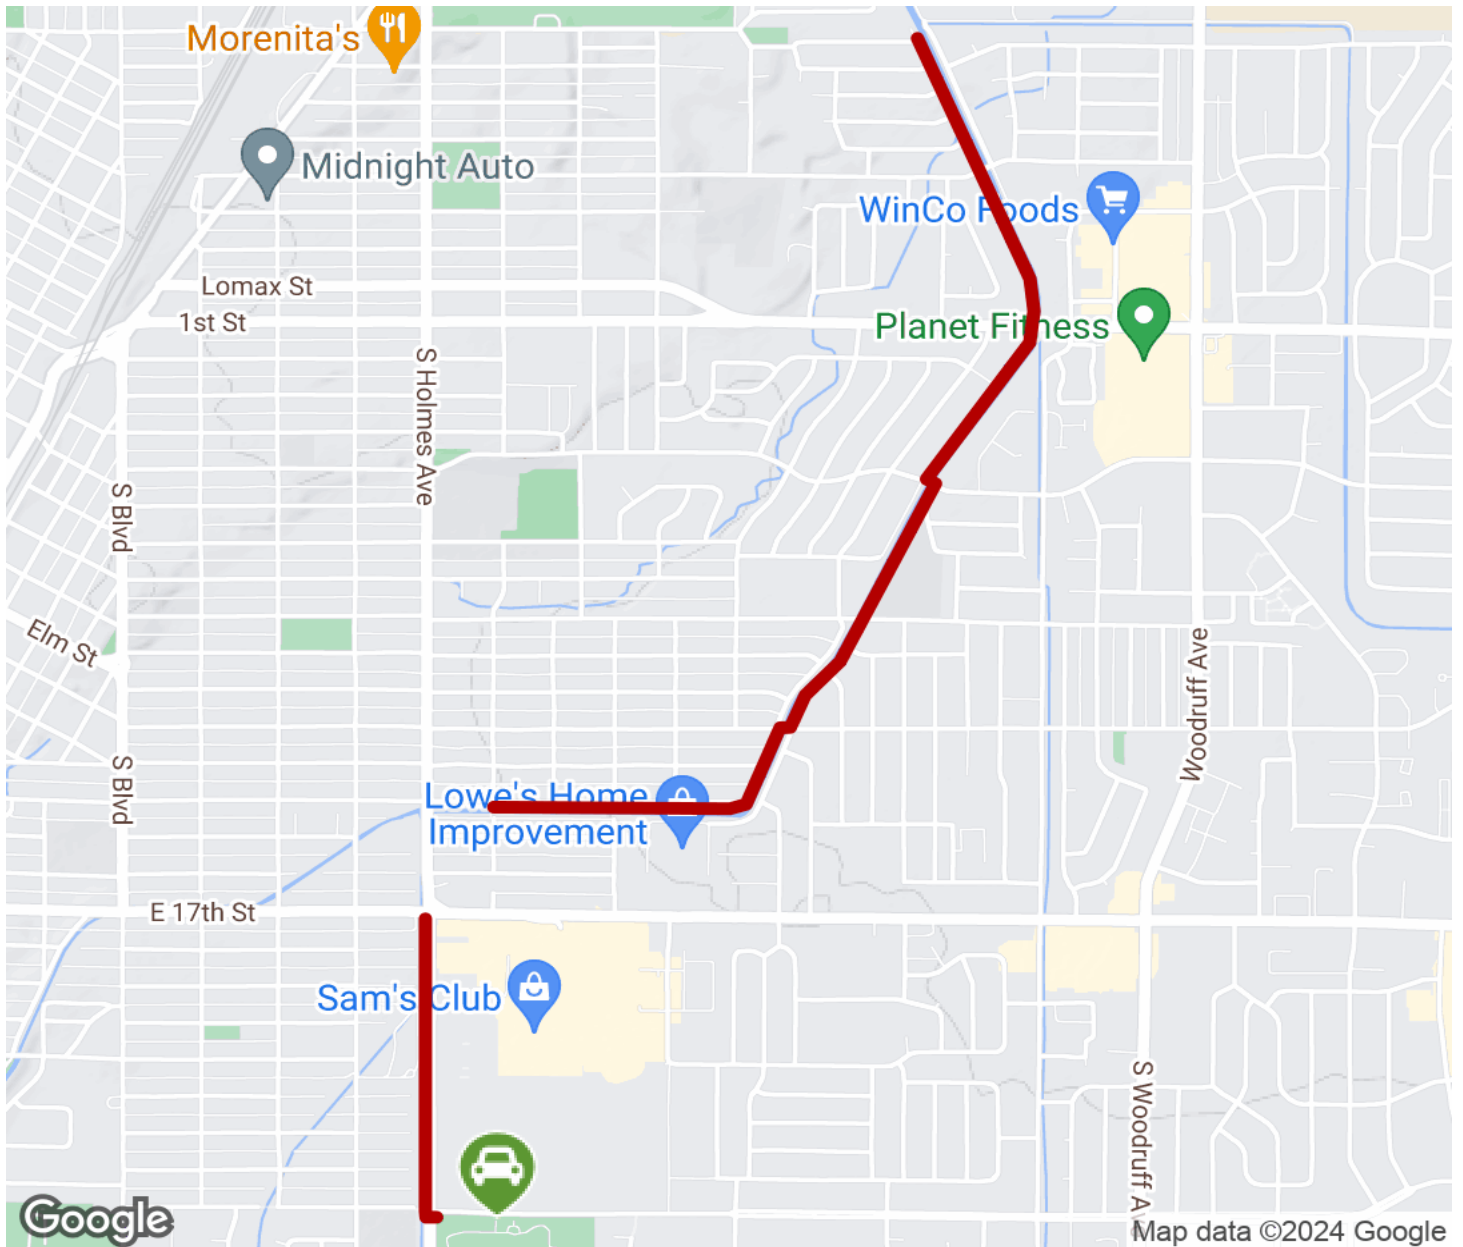 Morenita's
Midnight Auto
WinCo Foods
Lomax St
1st St
Planet Fitness
S Holmes Ave
S Blvd
Elm St
Woodruff Ave
S Blvd
Lowe's Home
Improvement
E 17th St
Sam's Club
S Woodruff Av
Google
Map data ©2024 Google